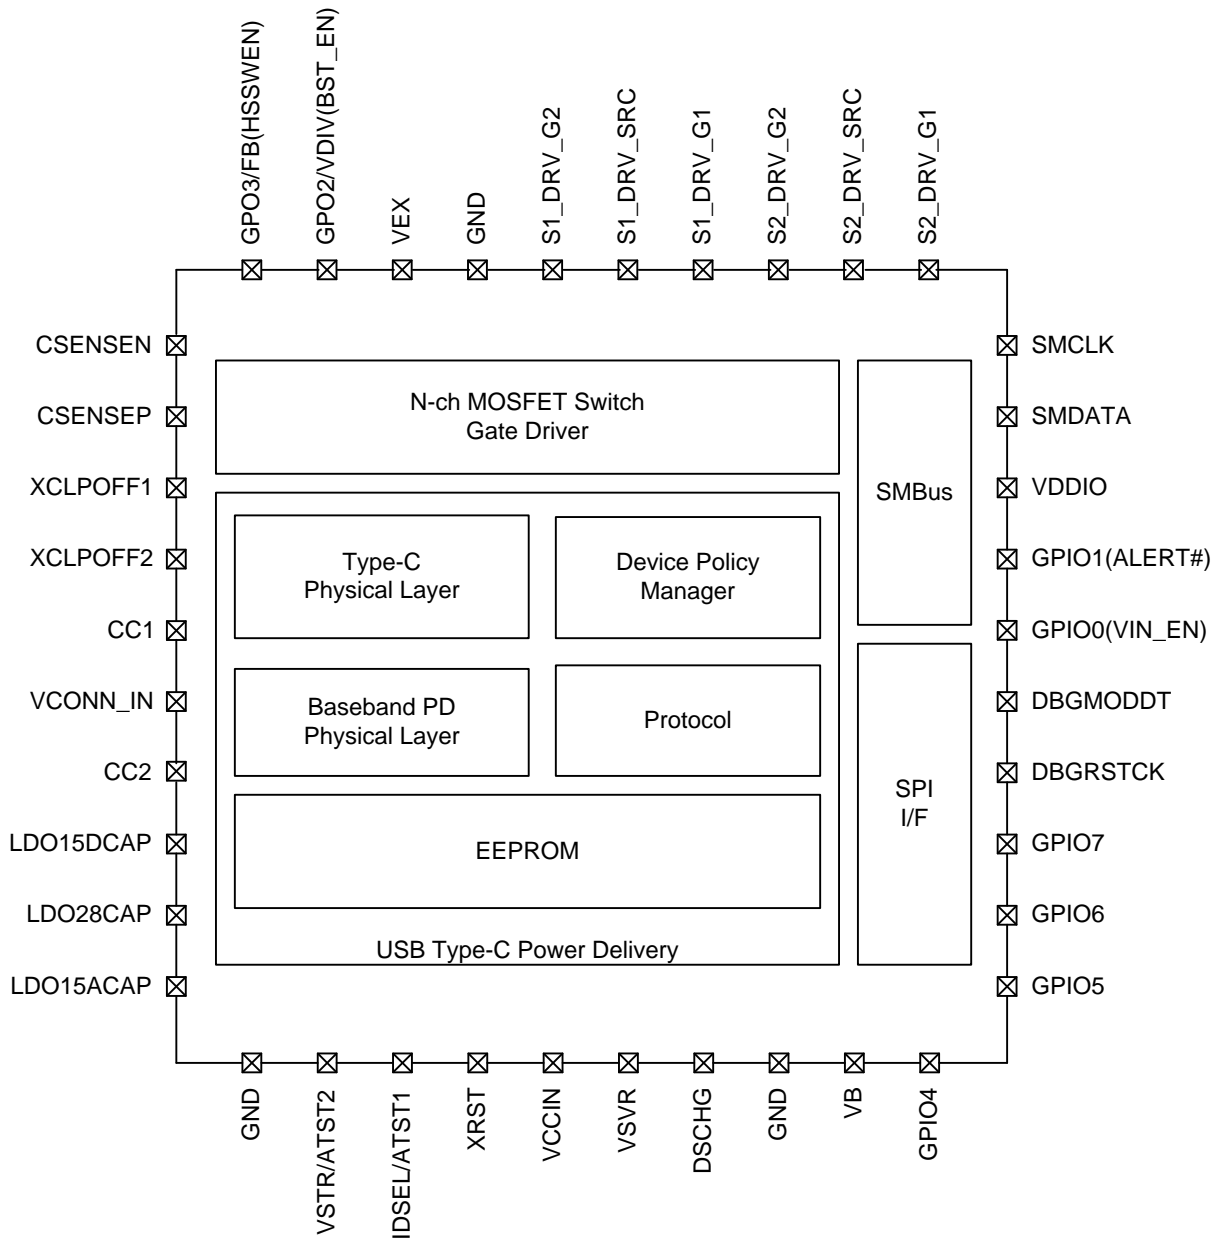 GPO3/FB(HSSWEN)
GPO2/VDIV(BST_EN)
VEX
GND
S1_DRV_G2
S1_DRV_SRC
S1_DRV_G1
S2_DRV_G2
S2_DRV_SRC
S2_DRV_G1
CSENSEN
CSENSEP
XCLPOFF1
XCLPOFF2
CC1
VCONN_IN
CC2
LDO15DCAP
LDO28CAP
LDO15ACAP
N-ch MOSFET Switch
Gate Driver
Type-C
Physical Layer
Device Policy
Manager
Baseband PD
Physical Layer
Protocol
EEPROM
USB Type-C Power Delivery
SMBus
SPI
I/F
SMCLK
SMDATA
VDDIO
GPIO1(ALERT#)
GPIO0(VIN_EN)
DBGMODDT
DBGRSTCK
GPIO7
GPIO6
GPIO5
GND
VSTR/ATST2
IDSEL/ATST1
XRST
VCCIN
VSVR
DSCHG
GND
VB
GPIO4